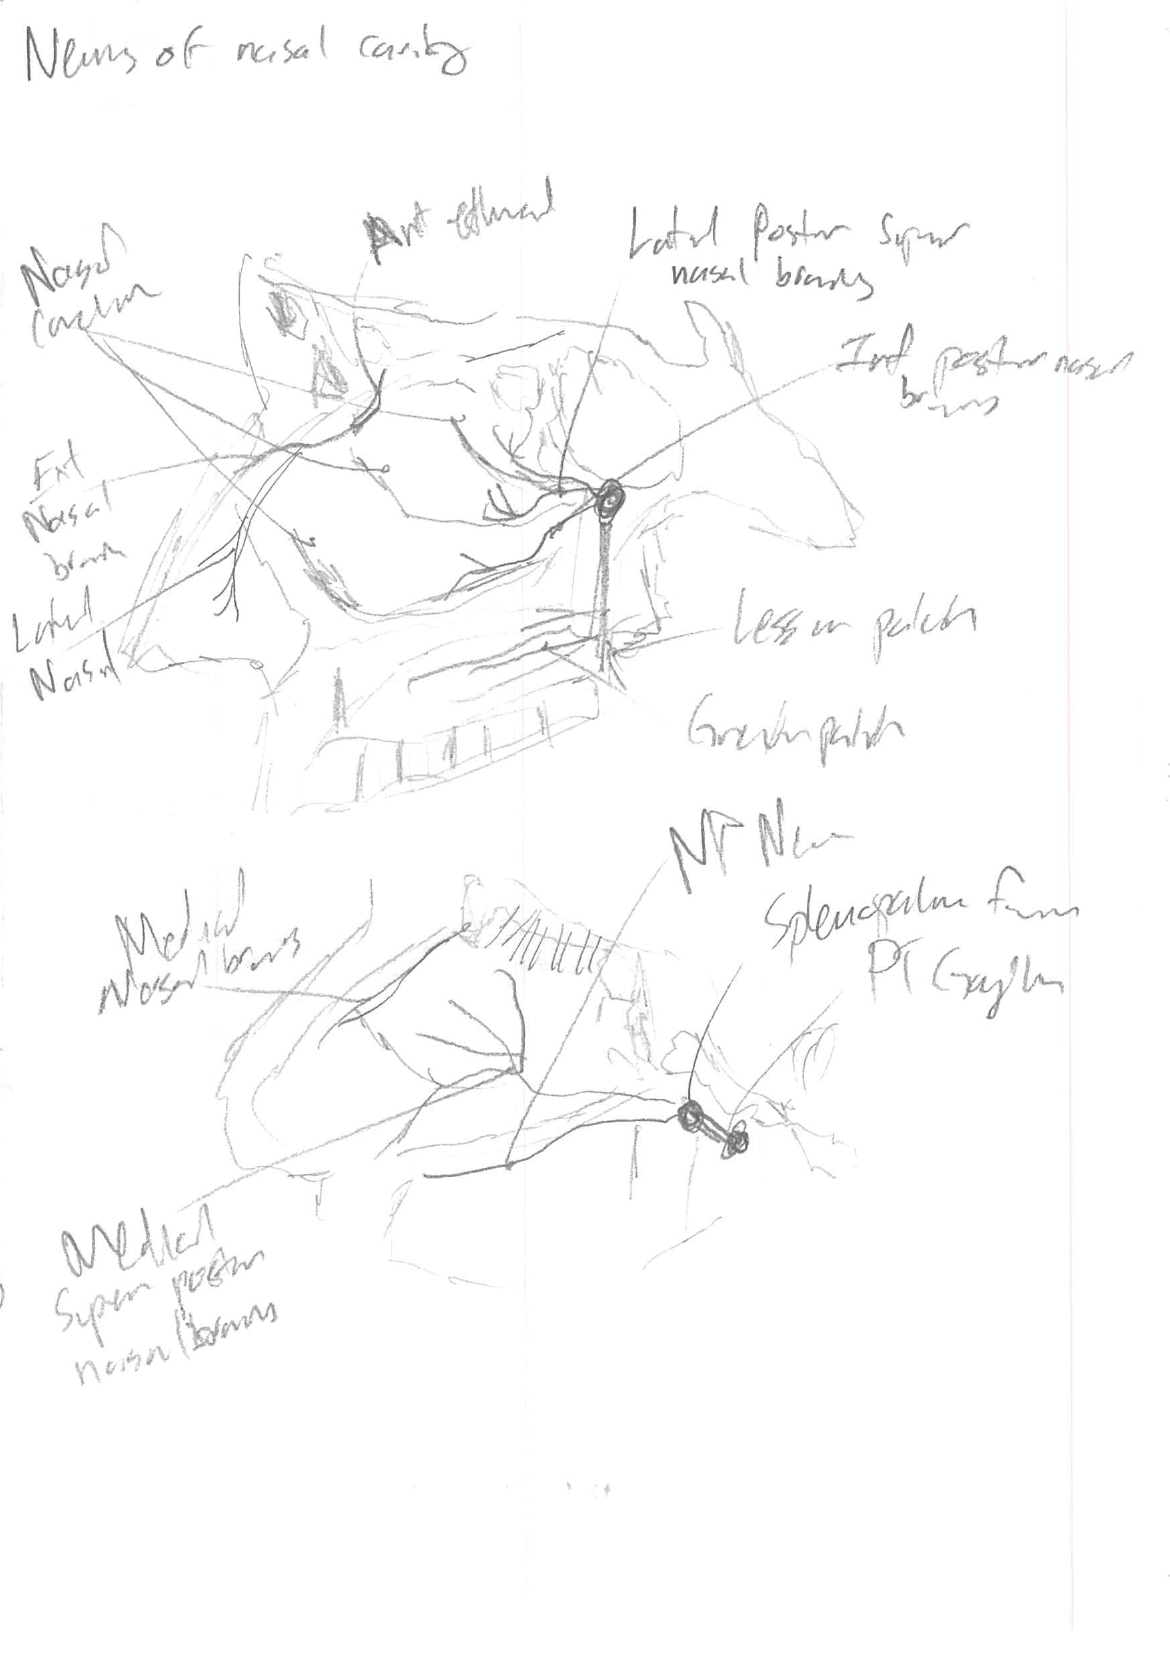 Nerves of nasal cavity
Ant ethmoid
Lateral Posterior Superior
nasal branches
Nasal
Conchae
Inf posterior nasal
branches
Ext
Nasal
branch
Lateral
Nasal
Lesser palatine
Greater palatine
NP Nerve
Sphenopalatine Foramen
PT Ganglion
Medial
Nasal branches
Medial
Superior posterior
nasal branches